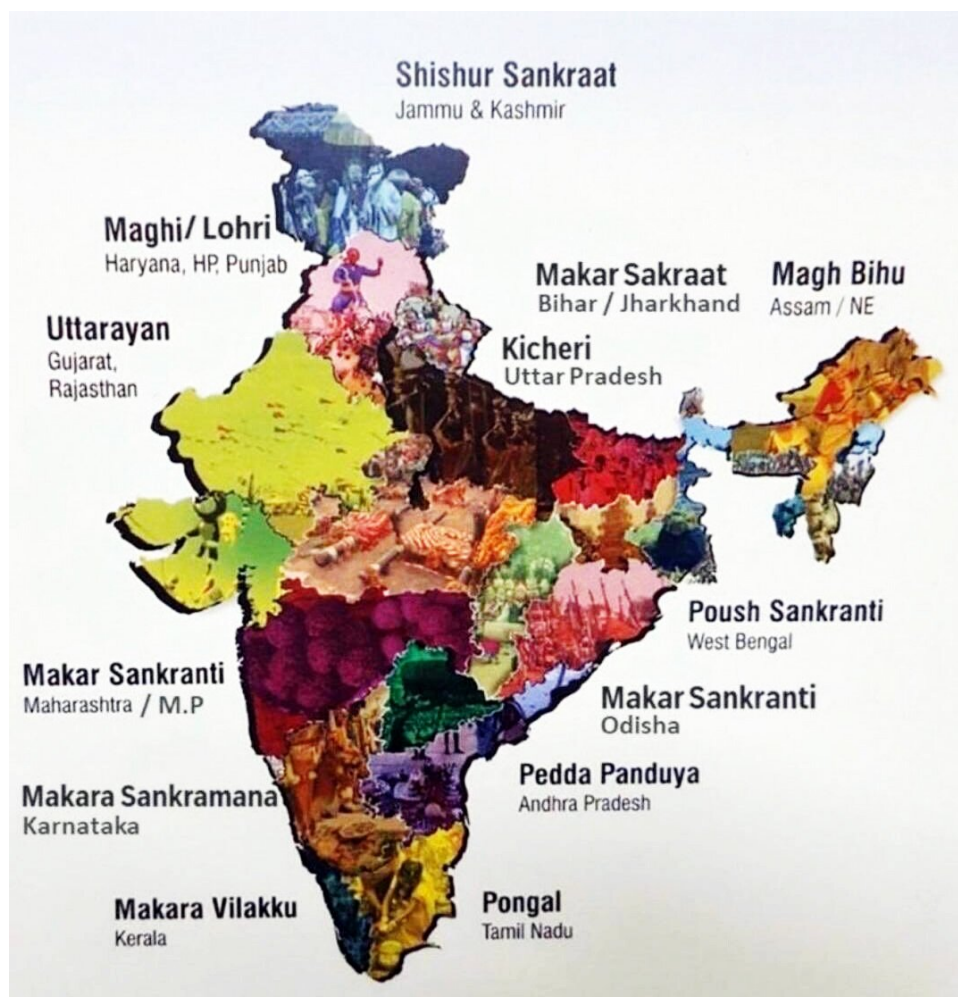 Shishur Sankraat
Jammu & Kashmir
Maghi/ Lohri
Haryana, HP, Punjab
Makar Sakraat
Bihar / Jharkhand
Magh Bihu
Assam / NE
Uttarayan
Gujarat,
Rajasthan
Kicheri
Uttar Pradesh
Poush Sankranti
West Bengal
Makar Sankranti
Maharashtra / M.P
Makar Sankranti
Odisha
Pedda Panduya
Andhra Pradesh
Makara Sankramana
Karnataka
Makara Vilakku
Kerala
Pongal
Tamil Nadu